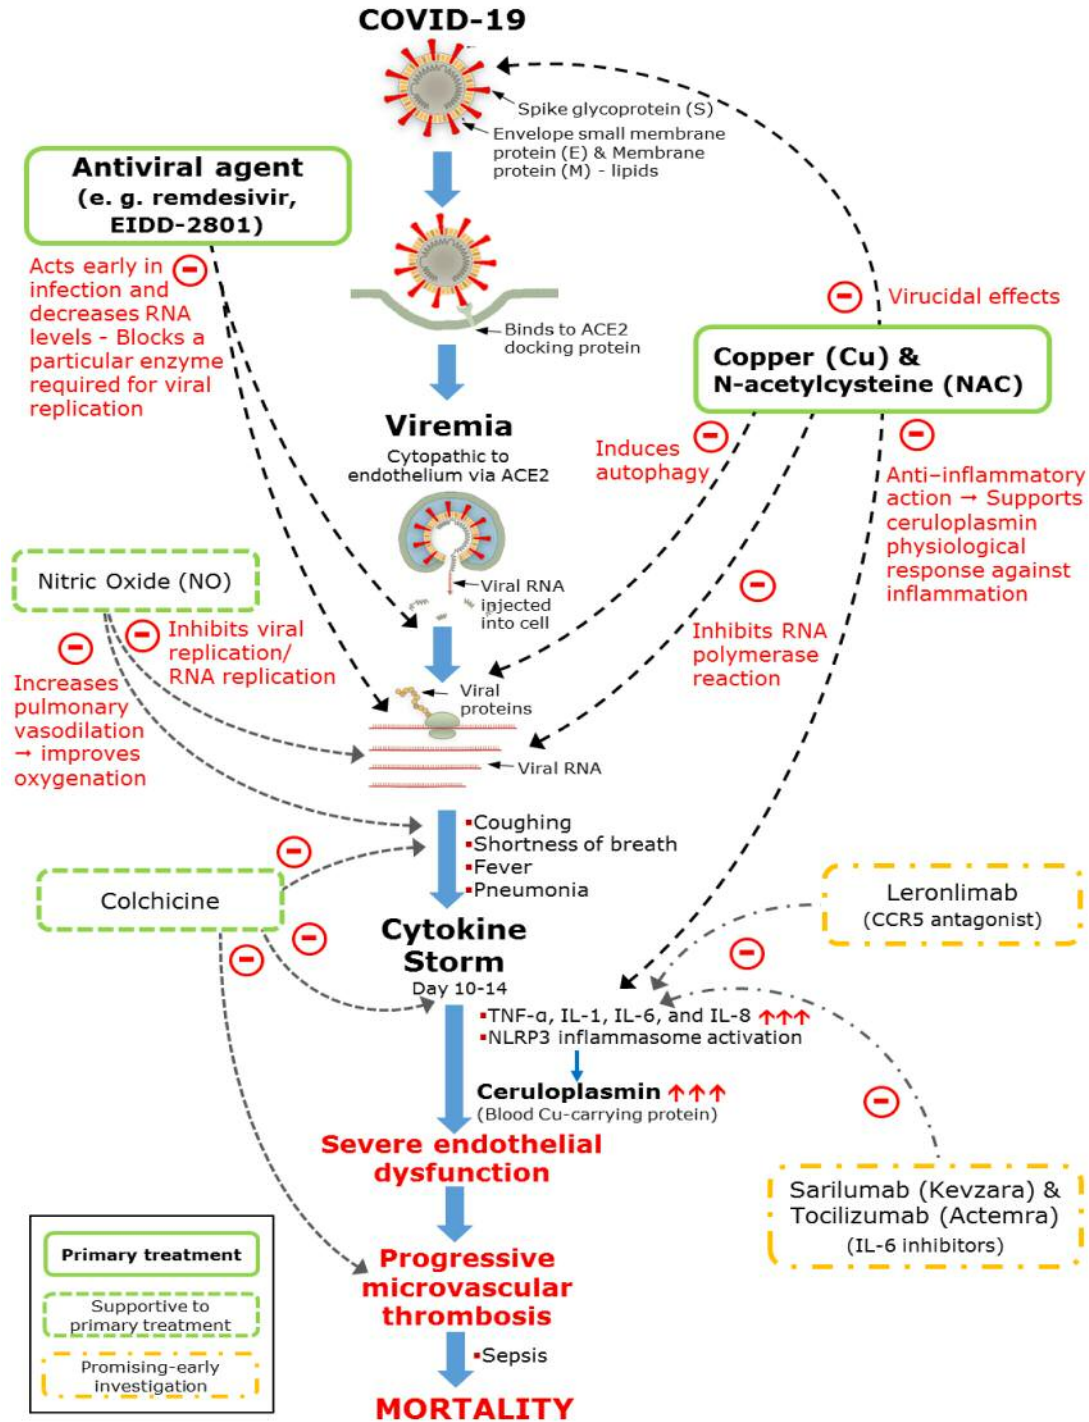 COVID-19
Spike glycoprotein (S)
Envelope small membrane
protein (E) & Membrane
protein (M) - lipids
Antiviral agent
(e. g. remdesivir,
EIDD-2801)
Acts early in
infection and
decreases RNA
levels - Blocks a
particular enzyme
required for viral
replication
Binds to ACE2
docking protein
Virucidal effects
Copper (Cu) &
N-acetylcysteine (NAC)
Viremia
Cytopathic to
endothelium via ACE2
Induces
autophagy
Anti-inflammatory
action → Supports
ceruloplasmin
physiological
response against
inflammation
Viral RNA
injected
into cell
Nitric Oxide (NO)
Inhibits viral
replication/
RNA replication
Increases
pulmonary
vasodilation
→ improves
oxygenation
Inhibits RNA
polymerase
reaction
Viral
proteins
Viral RNA
▪Coughing
▪Shortness of breath
▪Fever
▪Pneumonia
Colchicine
Leronlimab
(CCR5 antagonist)
Cytokine
Storm
Day 10-14
▪TNF-α, IL-1, IL-6, and IL-8 ↑↑↑
▪NLRP3 inflammasome activation
Ceruloplasmin ↑↑↑
(Blood Cu-carrying protein)
Severe endothelial
dysfunction
Sarilumab (Kevzara) &
Tocilizumab (Actemra)
(IL-6 inhibitors)
Progressive
microvascular
thrombosis
▪Sepsis
MORTALITY
Primary treatment
Supportive to
primary treatment
Promising-early
investigation